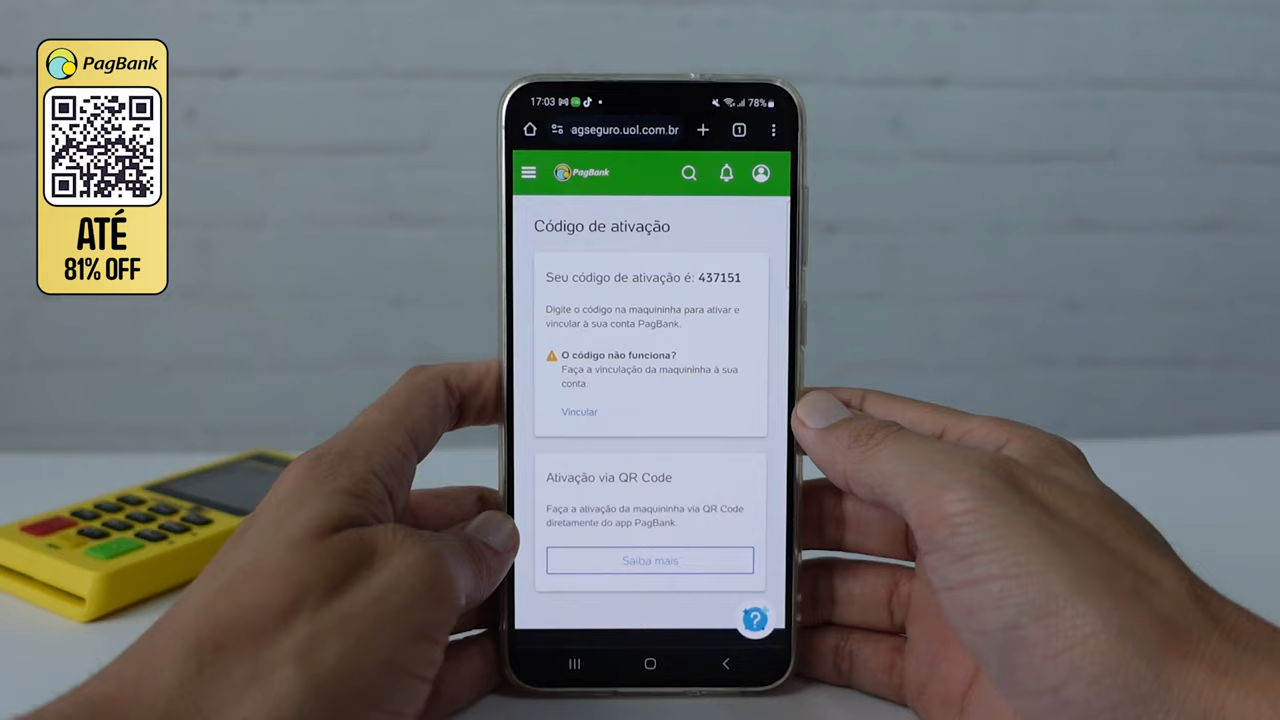 PagBank
ATÉ
81% OFF
17:03
78%
agseguro.uol.com.br
1
PagBank
Código de ativação
Seu código de ativação é: 437151
Digite o código na maquininha para ativar e
vincular à sua conta PagBank.
O código não funciona?
Faça a vinculação da maquininha à sua
conta.
Vincular
Ativação via QR Code
Faça a ativação da maquininha via QR Code
diretamente do app PagBank.
Saiba mais
?